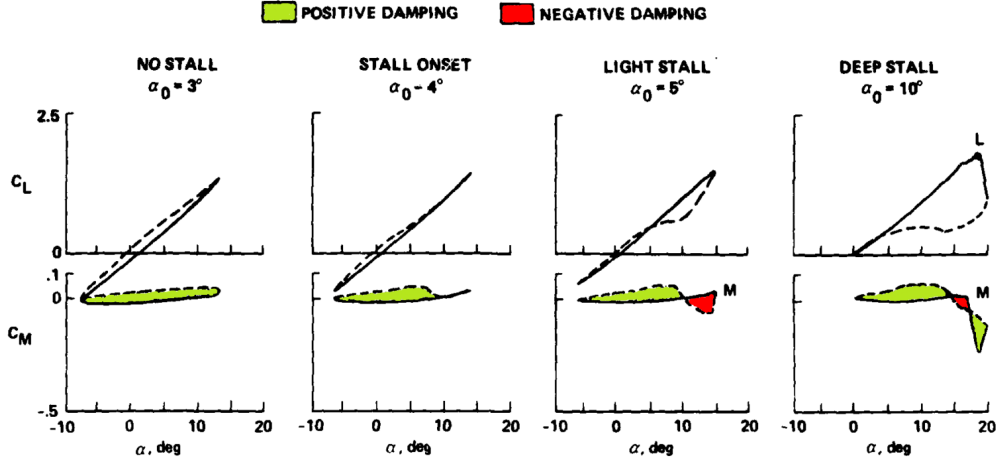 POSITIVE DAMPING NEGATIVE DAMPING
NO STALL STALL ONSET LIGHT STALL DEEP STALL
α0 = 3° α0 – 4° α0 = 5° α0 = 10°
2.5
L
CL
0
.1
0 M M
CM
-.5
-10 0 10 20 -10 0 10 20 -10 0 10 20 -10 0 10 20
α, deg α, deg α, deg α, deg